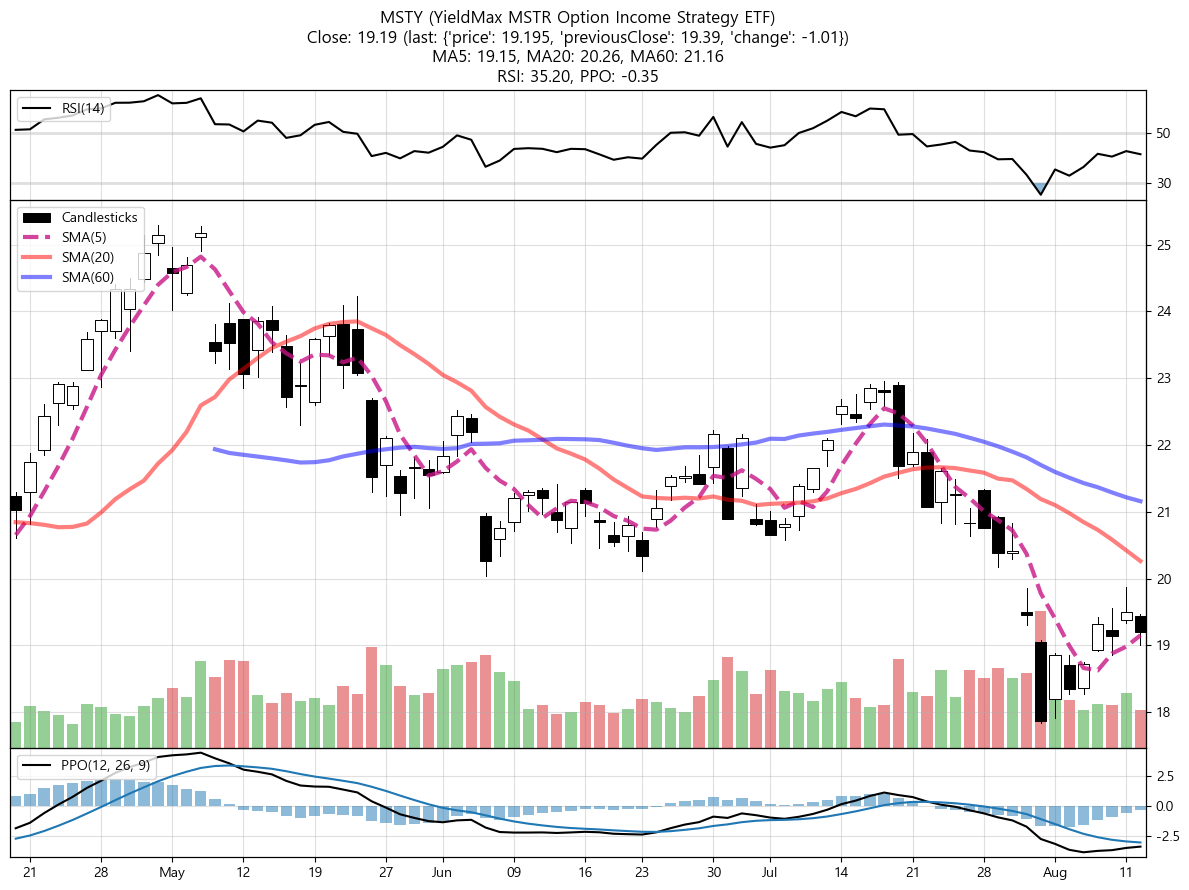 MSTY (YieldMax MSTR Option Income Strategy ETF)
Close: 19.19 (last: {'price': 19.195, 'previousClose': 19.39, 'change': -1.01})
MA5: 19.15, MA20: 20.26, MA60: 21.16
RSI: 35.20, PPO: -0.35
RSI(14)
50
30
Candlesticks
SMA(5)
SMA(20)
SMA(60)
25
24
23
22
21
20
19
18
PPO(12, 26, 9)
2.5
0.0
-2.5
21 28 May 12 19 27 Jun 09 16 23 30 Jul 14 21 28 Aug 11